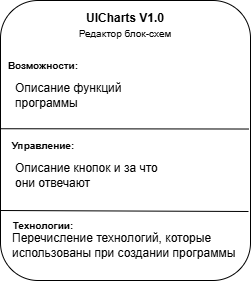 UICharts V1.0
Редактор блок-схем
Возможности:
Описание функций
программы
Управление:
Описание кнопок и за что
они отвечают
Технологии:
Перечисление технологий, которые
использованы при создании программы